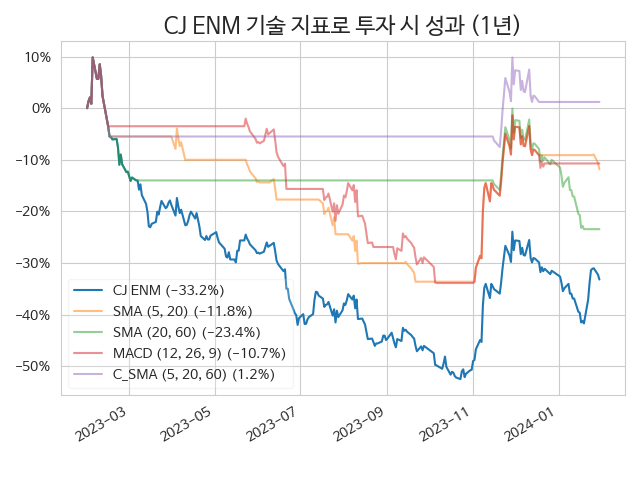 CJ ENM 기술 지표로 투자 시 성과 (1년)
10%
0%
−10%
−20%
−30%
−40%
−50%
CJ ENM (−33.2%)
SMA (5, 20) (−11.8%)
SMA (20, 60) (−23.4%)
MACD (12, 26, 9) (−10.7%)
C_SMA (5, 20, 60) (1.2%)
2023−03
2023−05
2023−07
2023−09
2023−11
2024−01